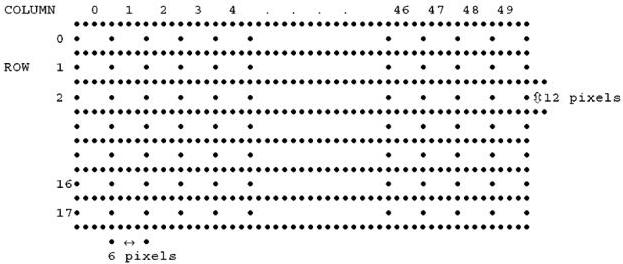 COLUMN 0 1 2 3 4 . . . . 46 47 48 49
0
ROW 1
2 ⇳12 pixels
16
17
↔
6 pixels